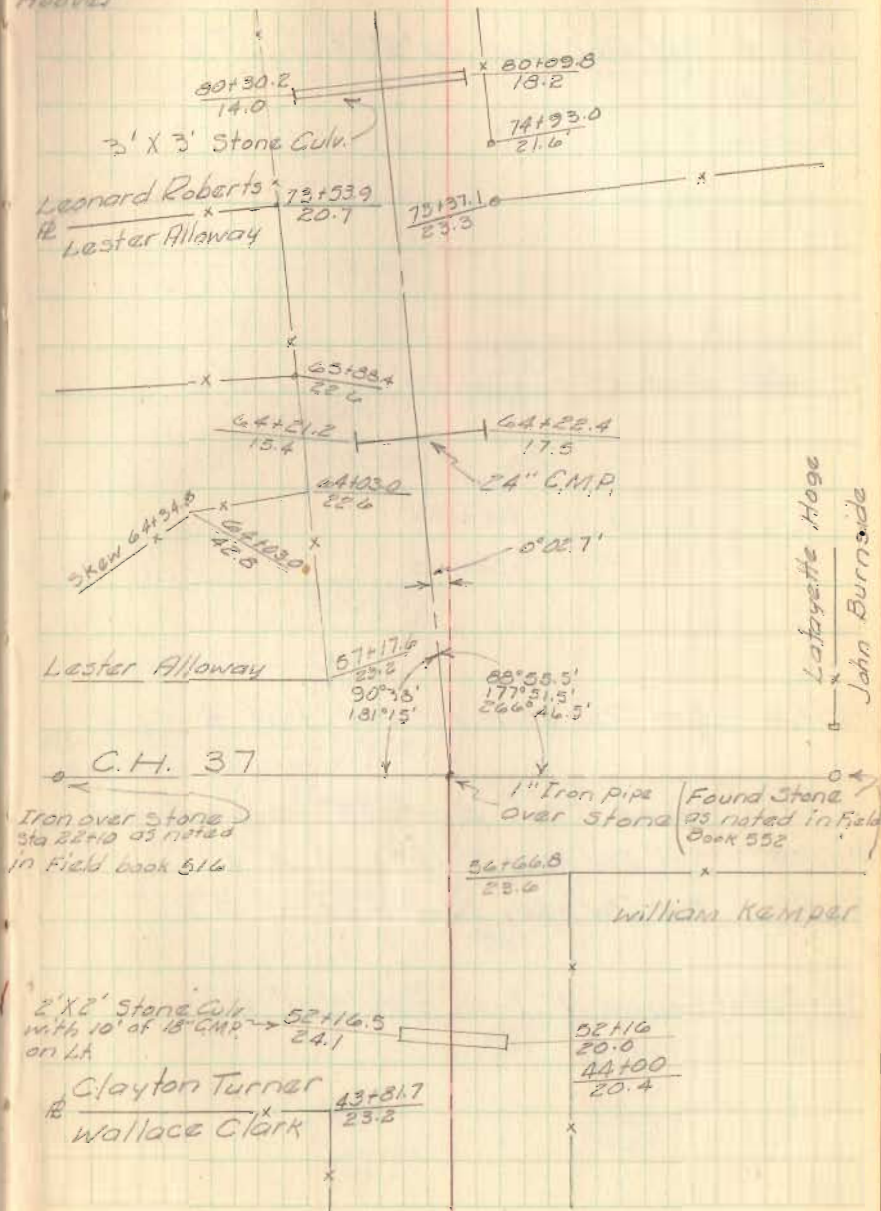 Hoover
80+30.2
14.0
80+09.8
18.2
3' X 3' Stone Culv.
74+93.0
21.6'
Leonard Roberts
73+53.9
20.7
PL
Lester Alloway
75+37.1
23.3
65+88.4
22.6
64+21.2
15.4
64+22.4
17.5
24" C.M.P.
64+03.0
22.6
Skew 64+34.8
64+03.0
42.8
0°02.7'
Lafayette Hoge
John Burnside
Lester Alloway
57+17.6
23.2
90°38'
181°15'
88°55.5'
177°51.5'
266°46.5'
C.H. 37
Iron over Stone
Sta 22+10 as noted
in Field book 516
1" Iron pipe
over stone
Found Stone
as noted in Field
Book 552
56+66.8
23.6
William Kemper
2' X 2' Stone Culv
with 10' of 18" C.M.P.
on Lt.
52+16.5
24.1
52+16
20.0
44+00
20.4
Clayton Turner
PL
Wallace Clark
43+81.7
23.2